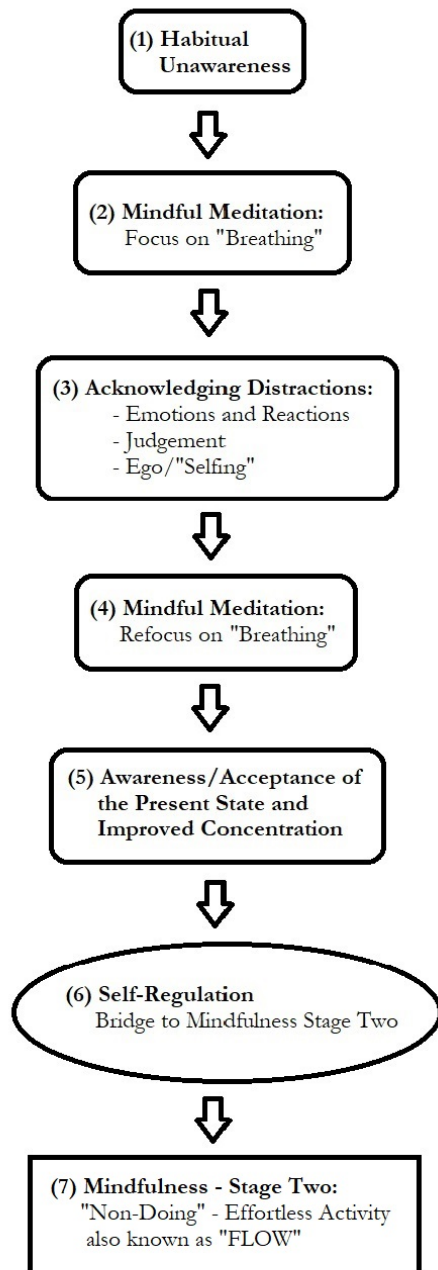 (1) Habitual
Unawareness
(2) Mindful Meditation:
Focus on "Breathing"
(3) Acknowledging Distractions:
- Emotions and Reactions
- Judgement
- Ego/"Selfing"
(4) Mindful Meditation:
Refocus on "Breathing"
(5) Awareness/Acceptance of
the Present State and
Improved Concentration
(6) Self-Regulation
Bridge to Mindfulness Stage Two
(7) Mindfulness - Stage Two:
"Non-Doing" - Effortless Activity
also known as "FLOW"